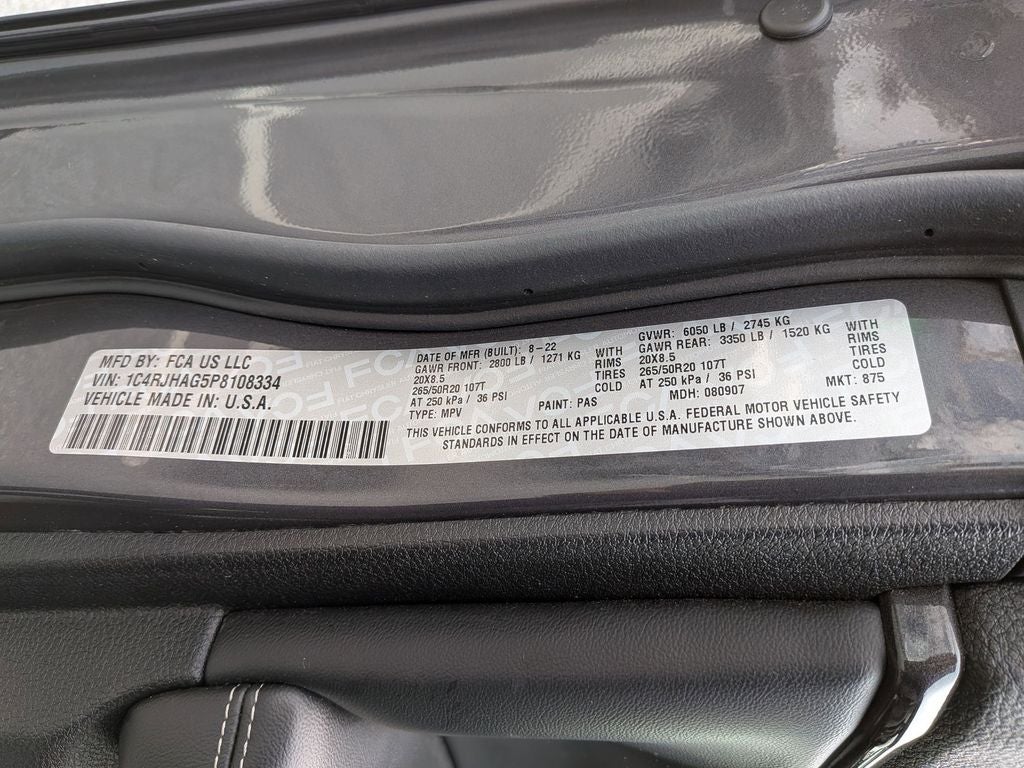 MFD BY: FCA US LLC
VIN: 1C4RJHAG5P8108334
VEHICLE MADE IN: U.S.A.
DATE OF MFR (BUILT): 8-22
GAWR FRONT: 2800 LB / 1271 KG WITH
20X8.5 RIMS
265/50R20 107T TIRES
AT 250 kPa / 36 PSI COLD
TYPE: MPV PAINT: PAS
GVWR: 6050 LB / 2745 KG
GAWR REAR: 3350 LB / 1520 KG WITH
20X8.5 RIMS
265/50R20 107T TIRES
AT 250 kPa / 36 PSI COLD
MDH: 080907 MKT: 875
THIS VEHICLE CONFORMS TO ALL APPLICABLE U.S.A. FEDERAL MOTOR VEHICLE SAFETY
STANDARDS IN EFFECT ON THE DATE OF MANUFACTURE SHOWN ABOVE.